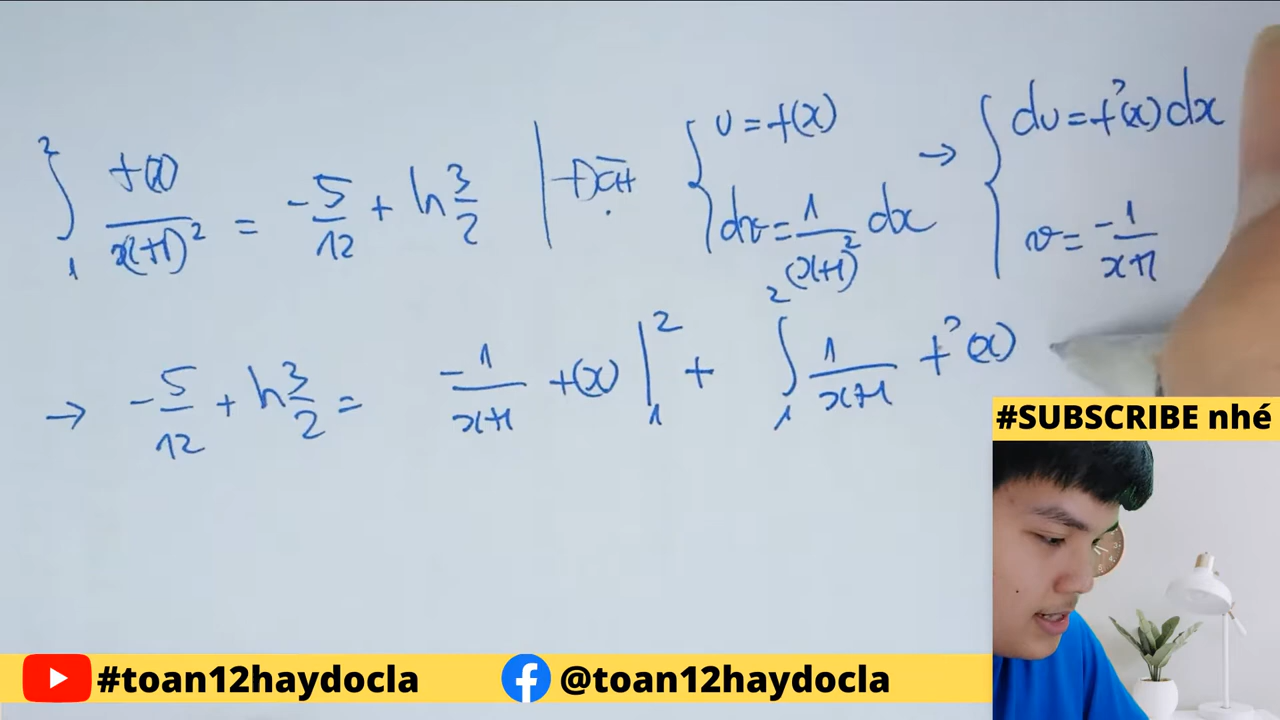 ∫₁² f(x)/(x+1)² = -5/12 + ln 3/2 | Đặt { u = f(x) → { du = f'(x)dx
dv = 1/(x+1)² dx v = -1/(x+1)
→ -5/12 + ln 3/2 = -1/(x+1) f(x) |₁² + ∫₁² 1/(x+1) f'(x)
#SUBSCRIBE nhé
#toan12haydocla @toan12haydocla